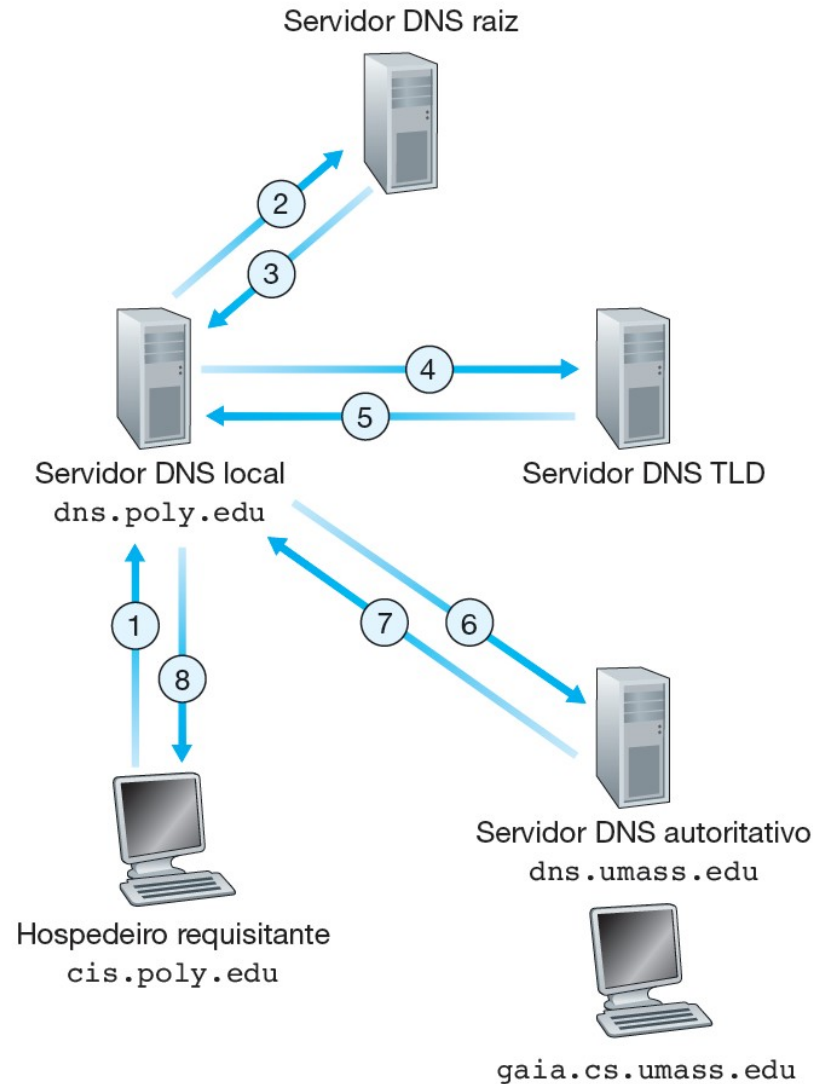 Servidor DNS raiz
2
3
4
5
Servidor DNS local
dns.poly.edu
Servidor DNS TLD
1
8
7
6
Servidor DNS autoritativo
dns.umass.edu
Hospedeiro requisitante
cis.poly.edu
gaia.cs.umass.edu